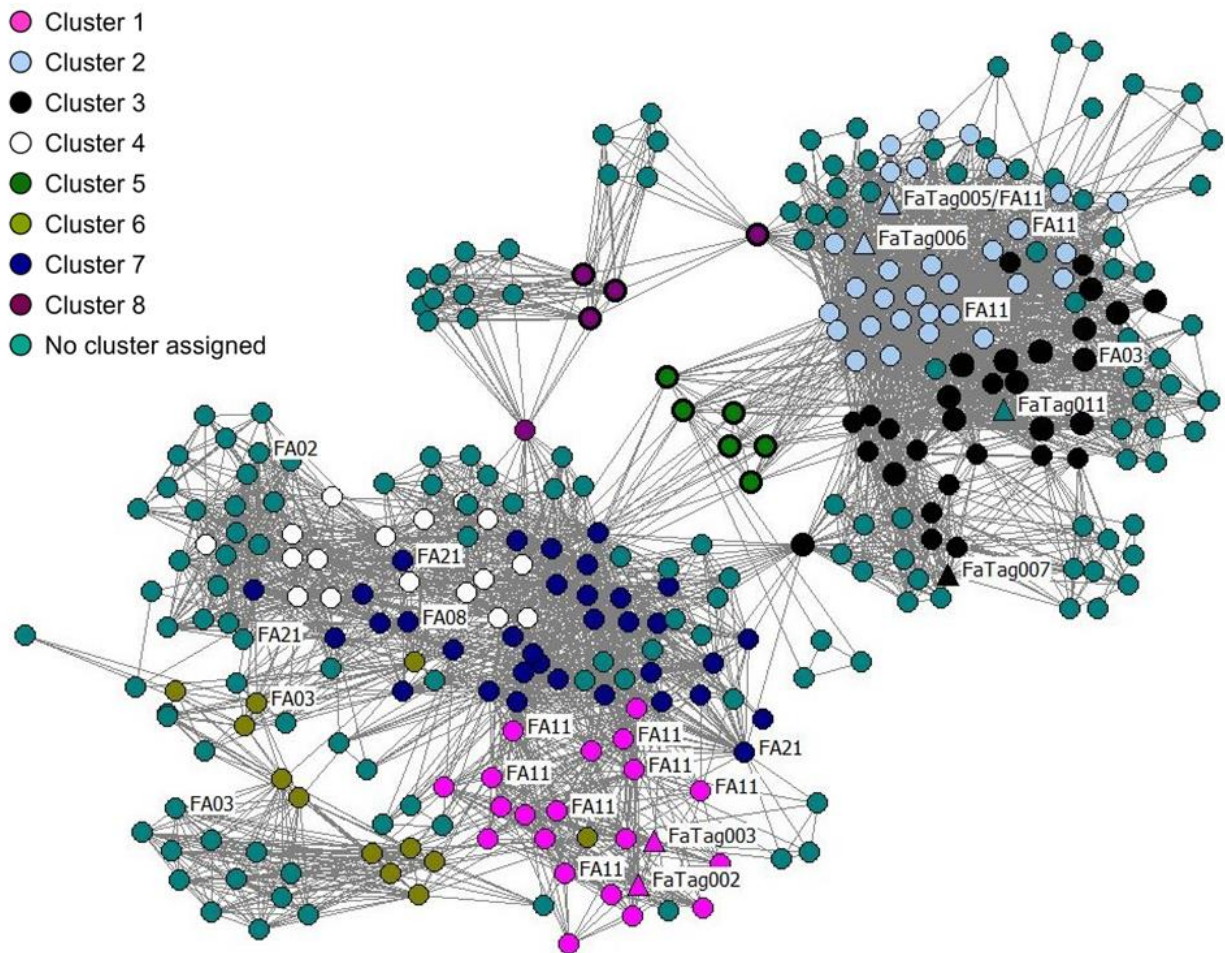 Cluster 1
Cluster 2
Cluster 3
Cluster 4
Cluster 5
Cluster 6
Cluster 7
Cluster 8
No cluster assigned
FaTag005/FA11
FA11
FaTag006
FA11
FA03
FaTag011
FA02
FA21
FaTag007
FA08
FA21
FA03
FA11
FA11
FA21
FA11
FA11
FA11
FA03
FA11
FaTag003
FA11
FaTag002